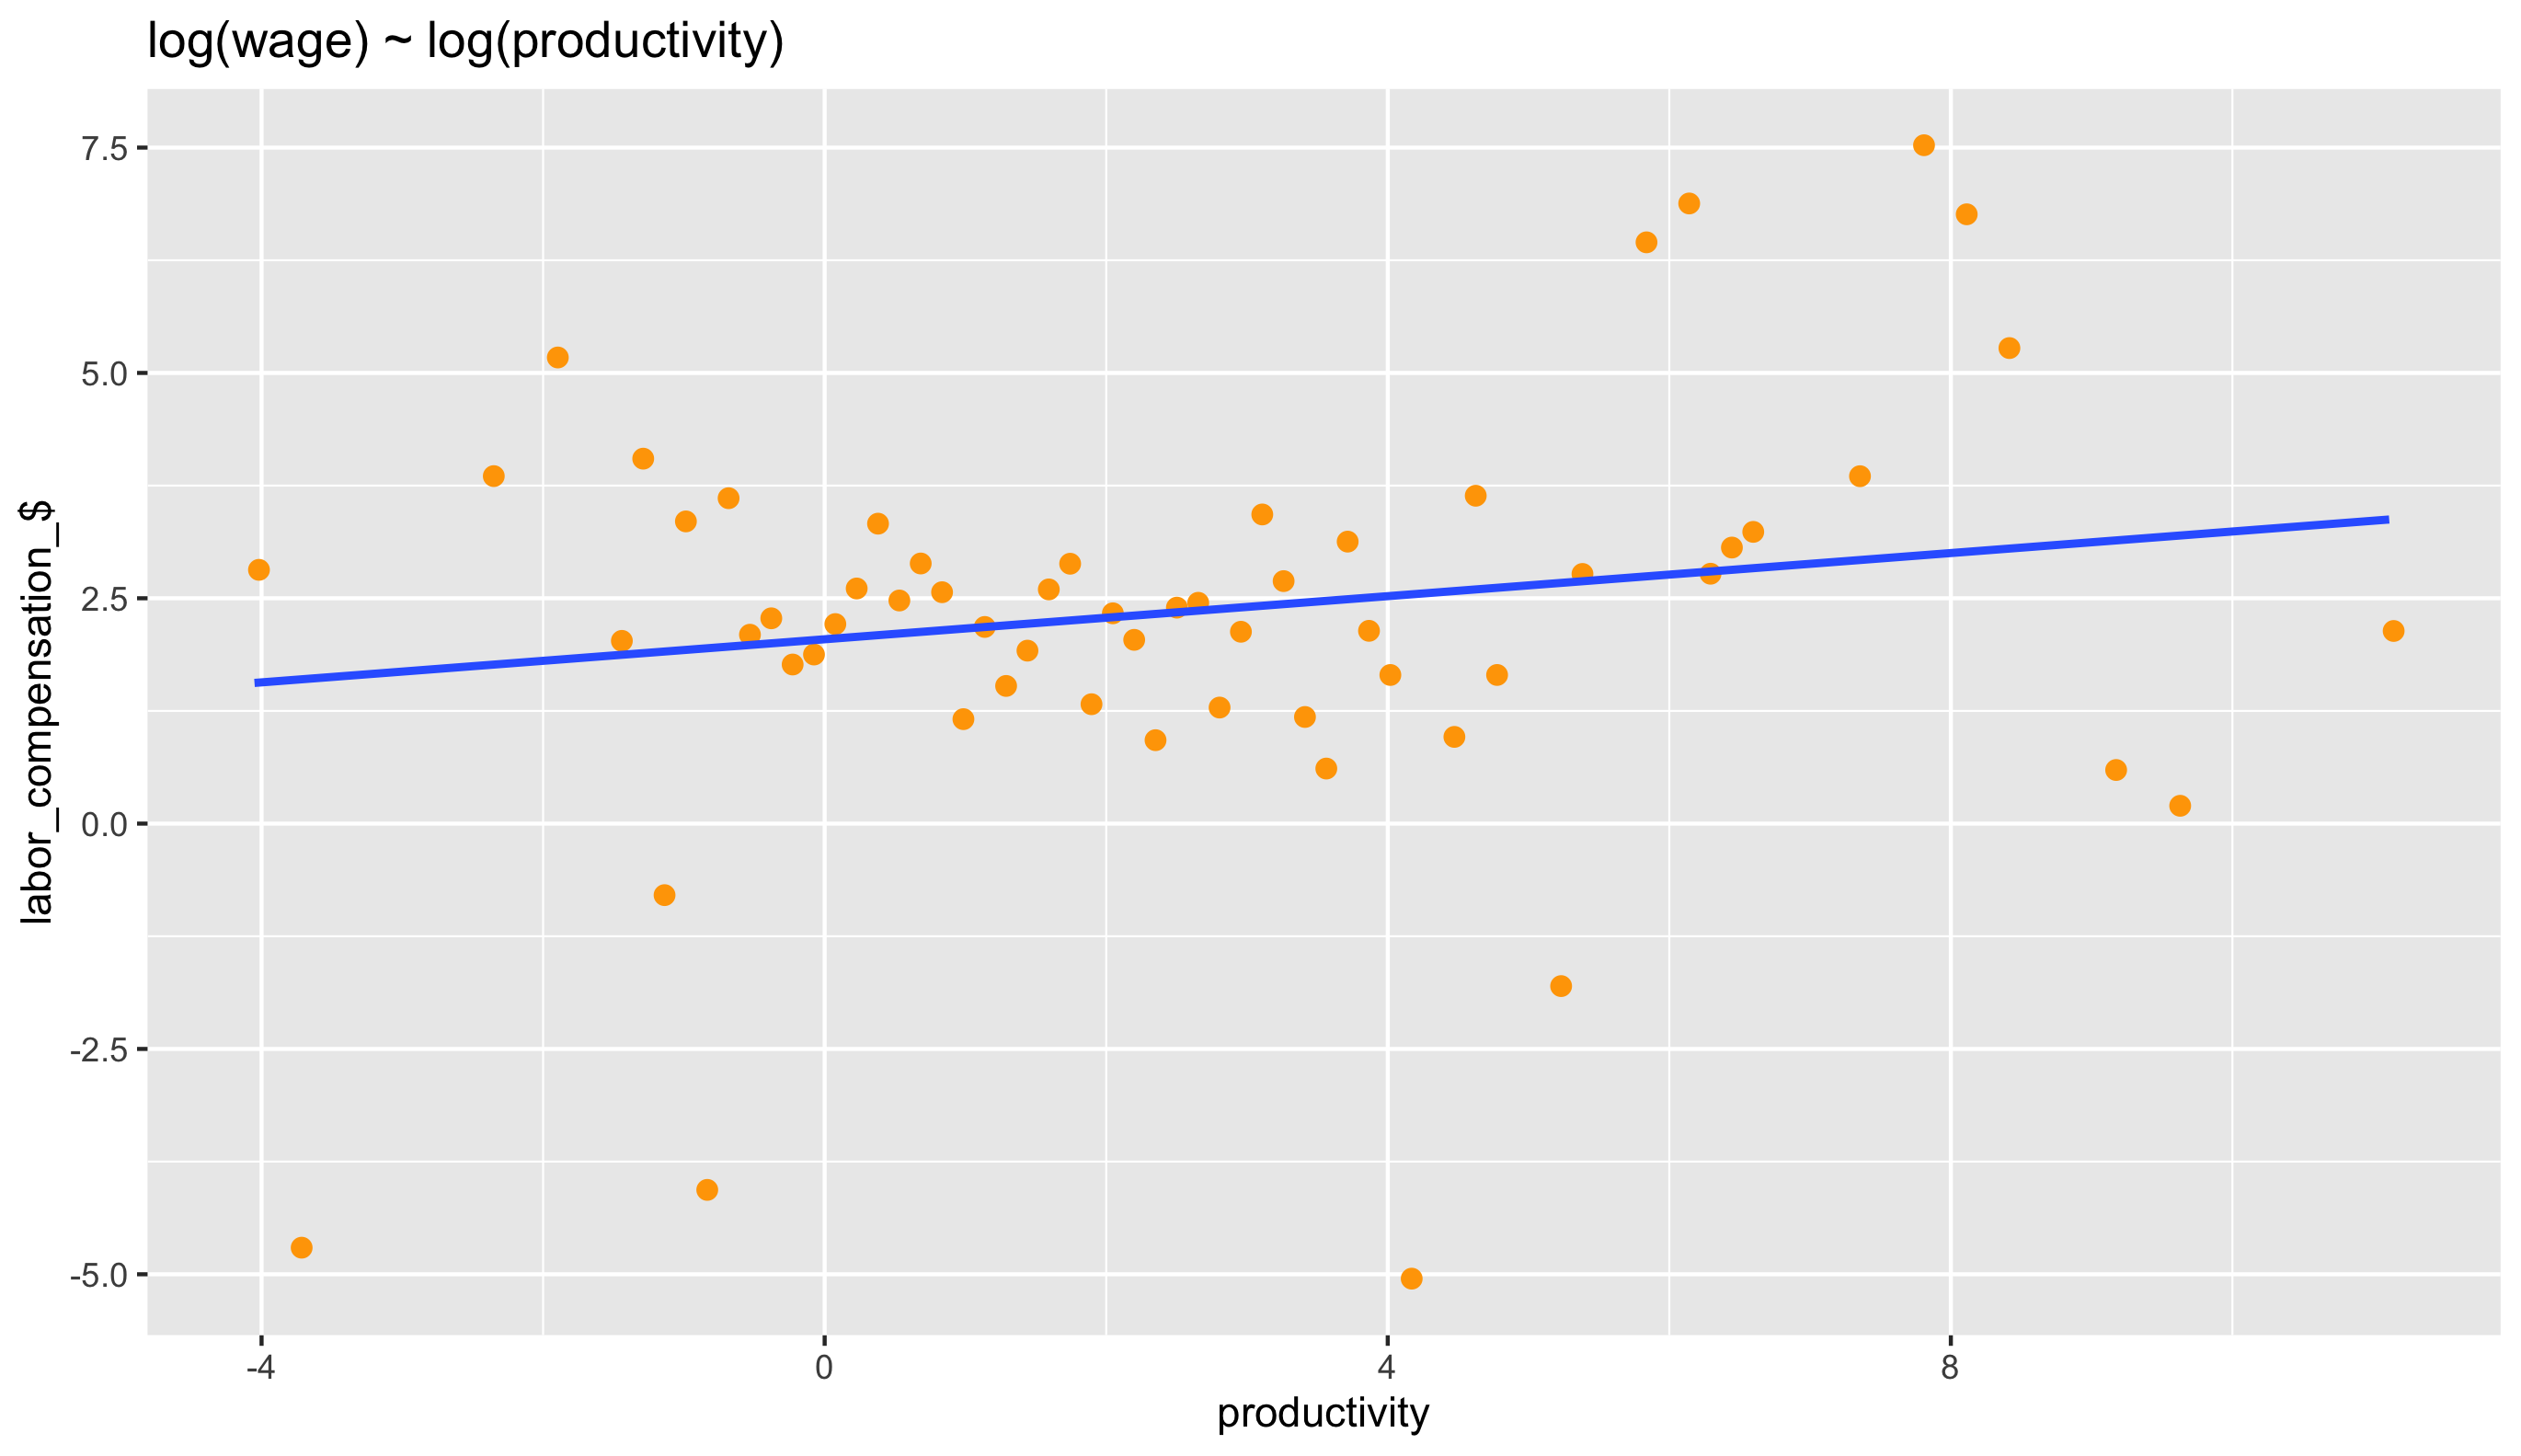 log(wage) ~ log(productivity)
labor_compensation_$
7.5
5.0
2.5
0.0
-2.5
-5.0
-4 0 4 8
productivity